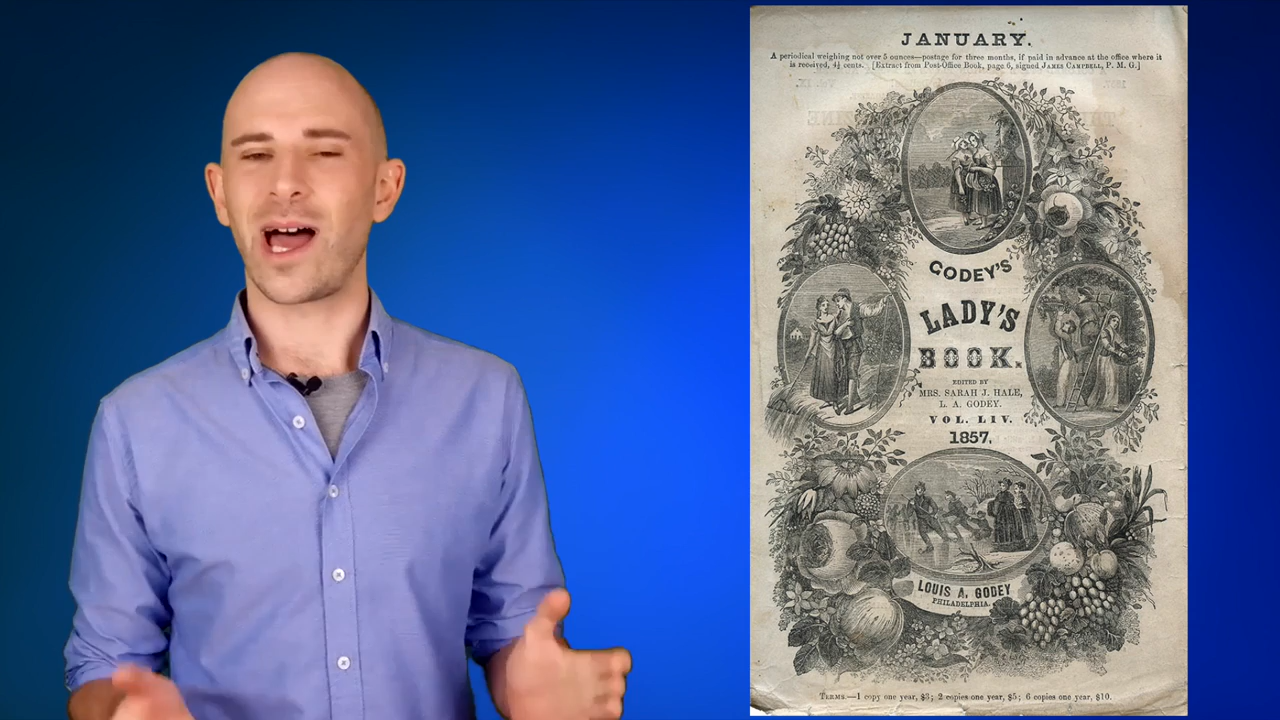 JANUARY.
A periodical weighing not over 5 ounces—postage for three months, if paid in advance at the office where it
is received, 4½ cents. [Extract from Post-Office Book, page 6, signed JAMES CAMPBELL, P. M. G.]
GODEY'S
LADY'S
BOOK.
EDITED BY
MRS. SARAH J. HALE,
L. A. GODEY.
VOL. LIV.
1857.
LOUIS A. GODEY
PHILADELPHIA.
TERMS.—1 copy one year, $3; 2 copies one year, $5; 6 copies one year, $10.